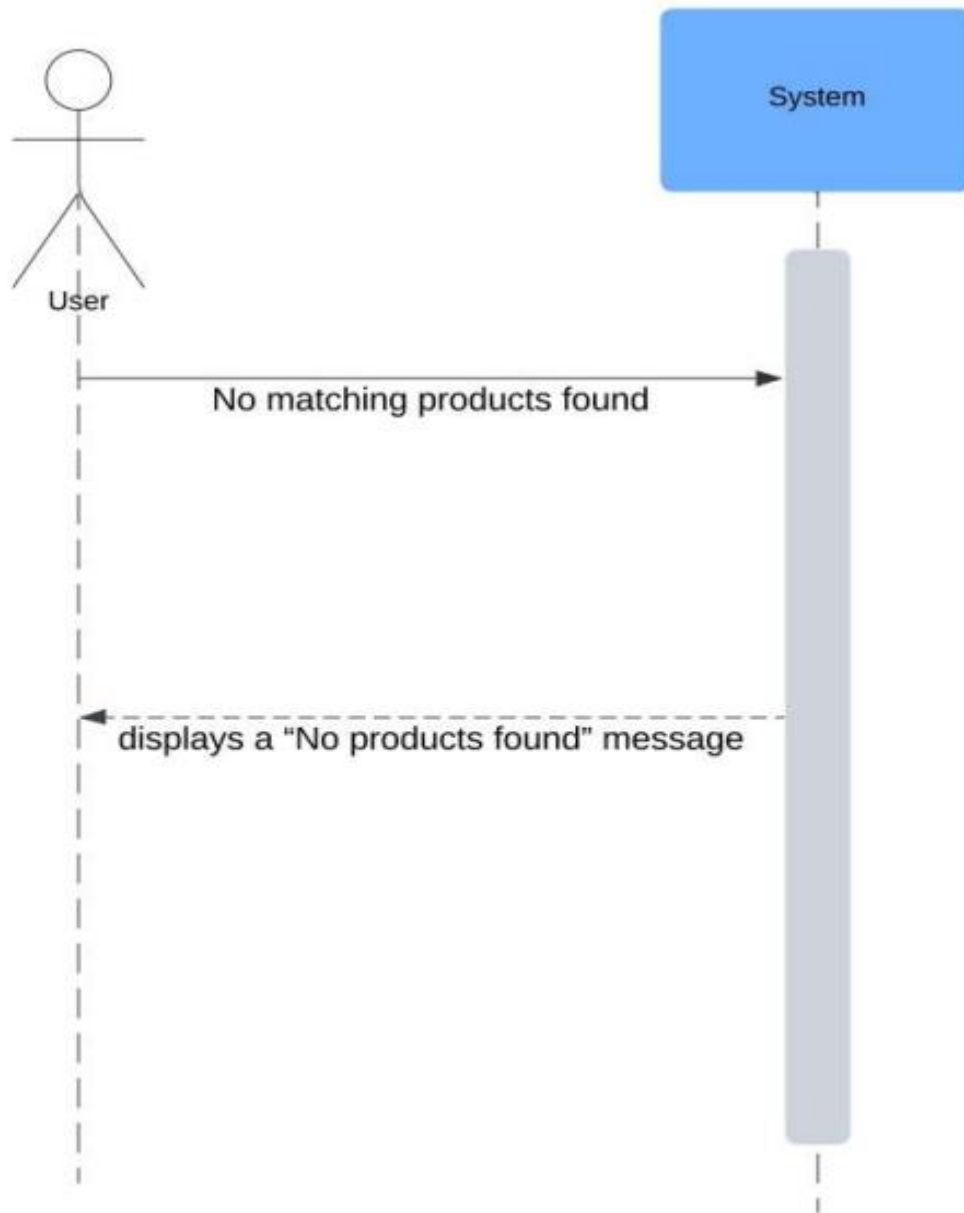 System
User
No matching products found
displays a “No products found” message